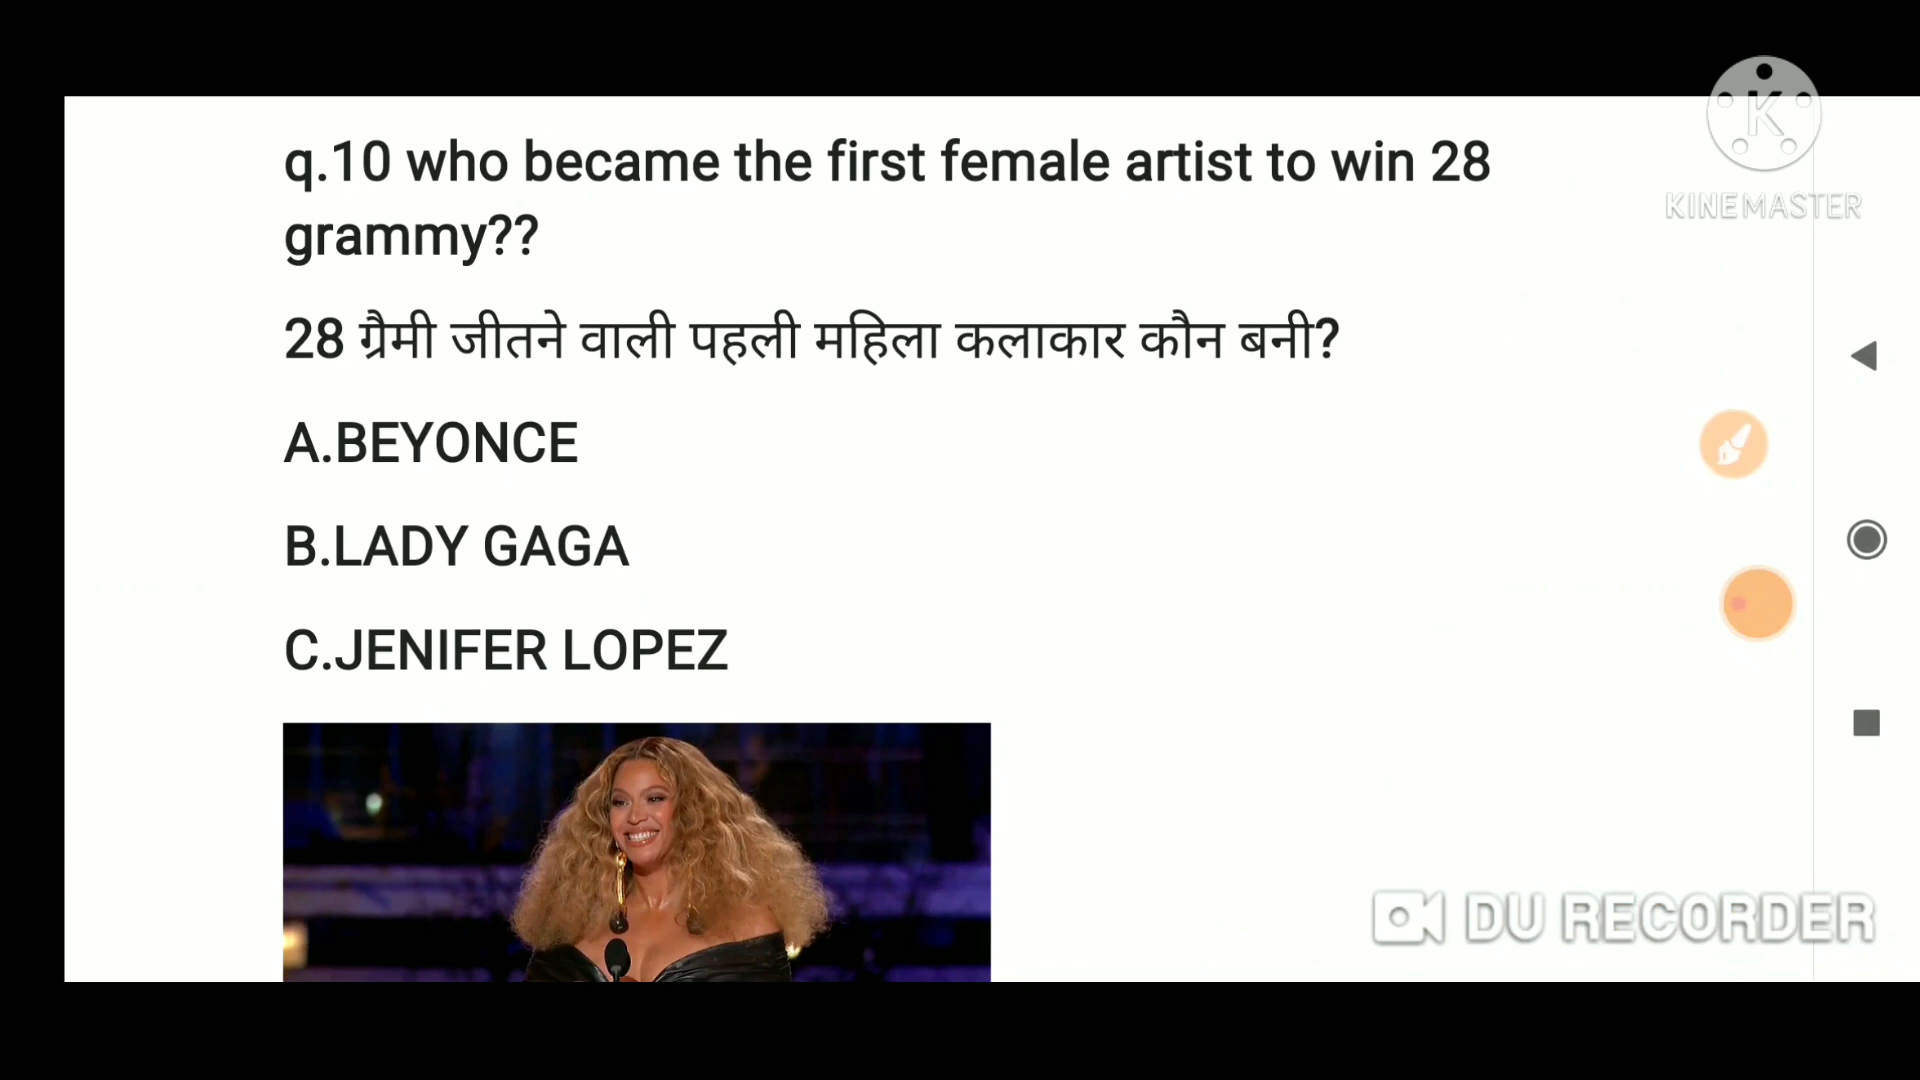 q.10 who became the first female artist to win 28
grammy??
28 ग्रैमी जीतने वाली पहली महिला कलाकार कौन बनी?
A.BEYONCE
B.LADY GAGA
C.JENIFER LOPEZ
K
KINEMASTER
DU RECORDER